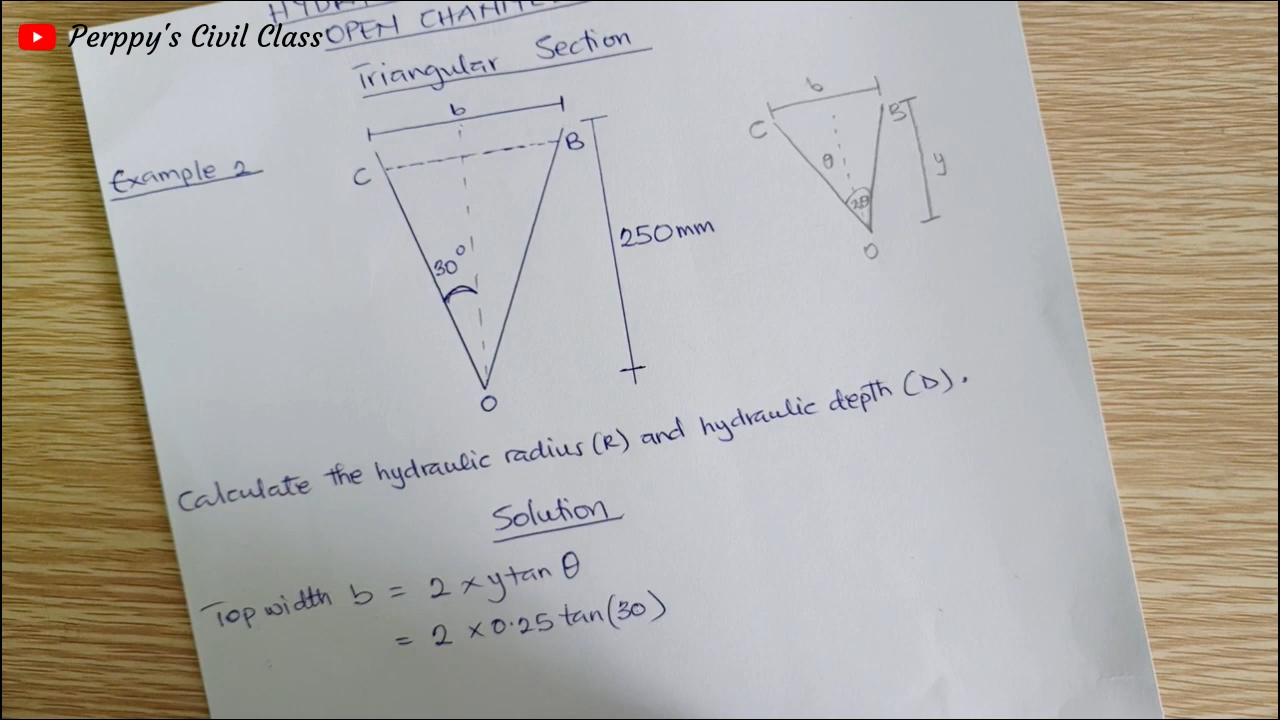 Perppy's Civil Class
OPEN
Triangular Section
Example 2
b
C
B
30°
250mm
O
b
C
B
θ
2θ
y
O
Calculate the hydraulic radius (R) and hydraulic depth (D).
Solution
Top width b = 2 × y tan θ
= 2 × 0.25 tan(30)